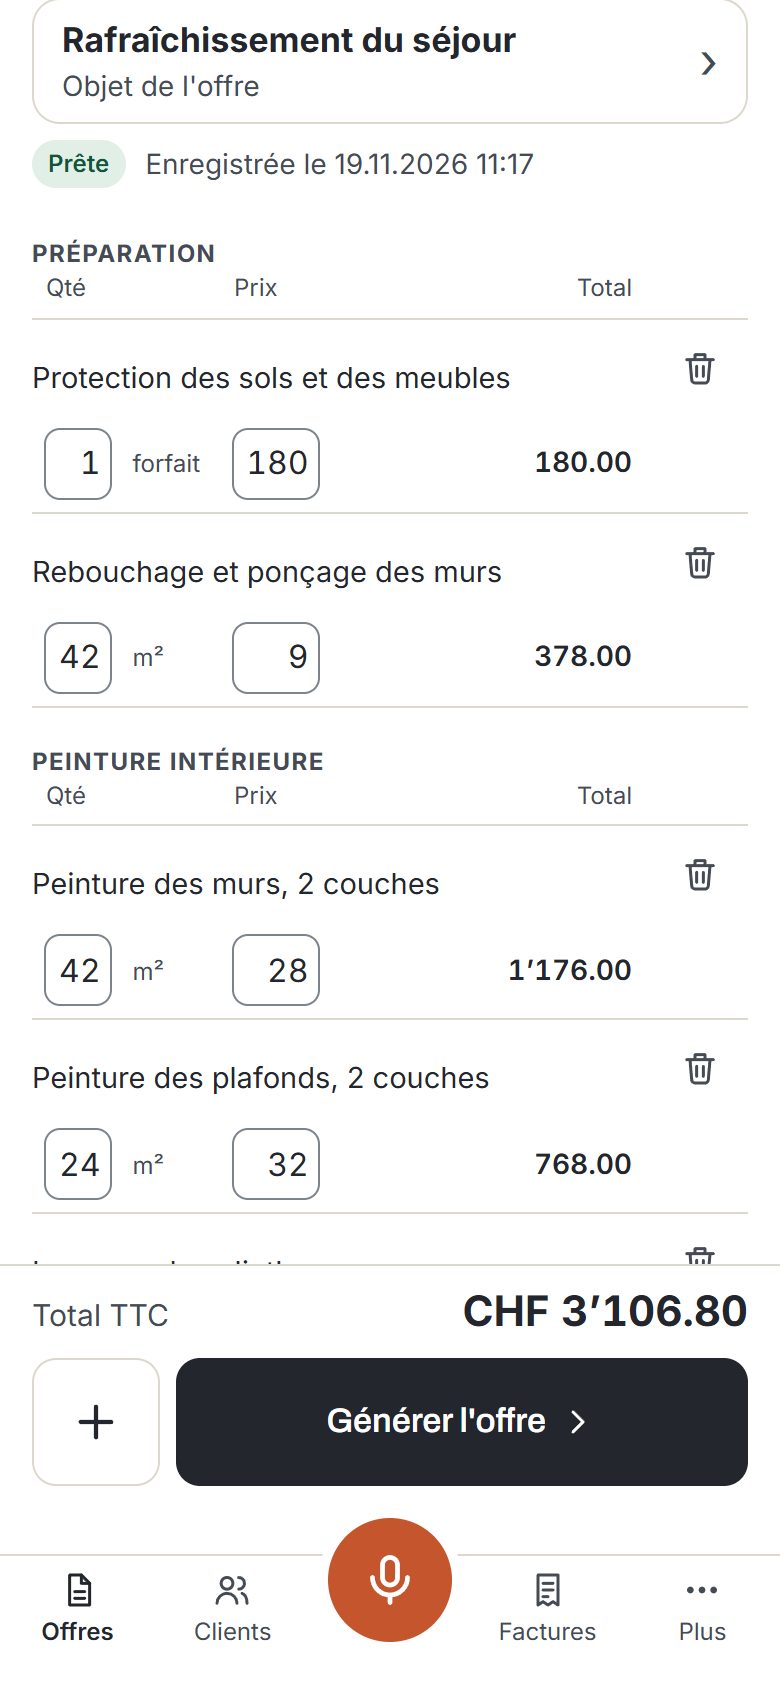 Rafraîchissement du séjour
Objet de l'offre
Prête Enregistrée le 19.11.2026 11:17
PRÉPARATION
Qté Prix Total
Protection des sols et des meubles
1 forfait 180 180.00
Rebouchage et ponçage des murs
42 m² 9 378.00
PEINTURE INTÉRIEURE
Qté Prix Total
Peinture des murs, 2 couches
42 m² 28 1’176.00
Peinture des plafonds, 2 couches
24 m² 32 768.00
Total TTC CHF 3’106.80
Générer l'offre
Offres Clients Factures Plus